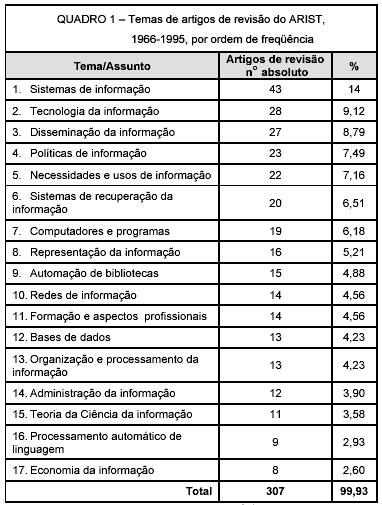 QUADRO 1 – Temas de artigos de revisão do ARIST,
1966-1995, por ordem de freqüência
Tema/Assunto Artigos de revisão nº absoluto %
1. Sistemas de informação 43 14
2. Tecnologia da informação 28 9,12
3. Disseminação da informação 27 8,79
4. Políticas de informação 23 7,49
5. Necessidades e usos de informação 22 7,16
6. Sistemas de recuperação da
informação 20 6,51
7. Computadores e programas 19 6,18
8. Representação da informação 16 5,21
9. Automação de bibliotecas 15 4,88
10. Redes de informação 14 4,56
11. Formação e aspectos profissionais 14 4,56
12. Bases de dados 13 4,23
13. Organização e processamento da
informação 13 4,23
14. Administração da informação 12 3,90
15. Teoria da Ciência da informação 11 3,58
16. Processamento automático de
linguagem 9 2,93
17. Economia da informação 8 2,60
Total 307 99,93